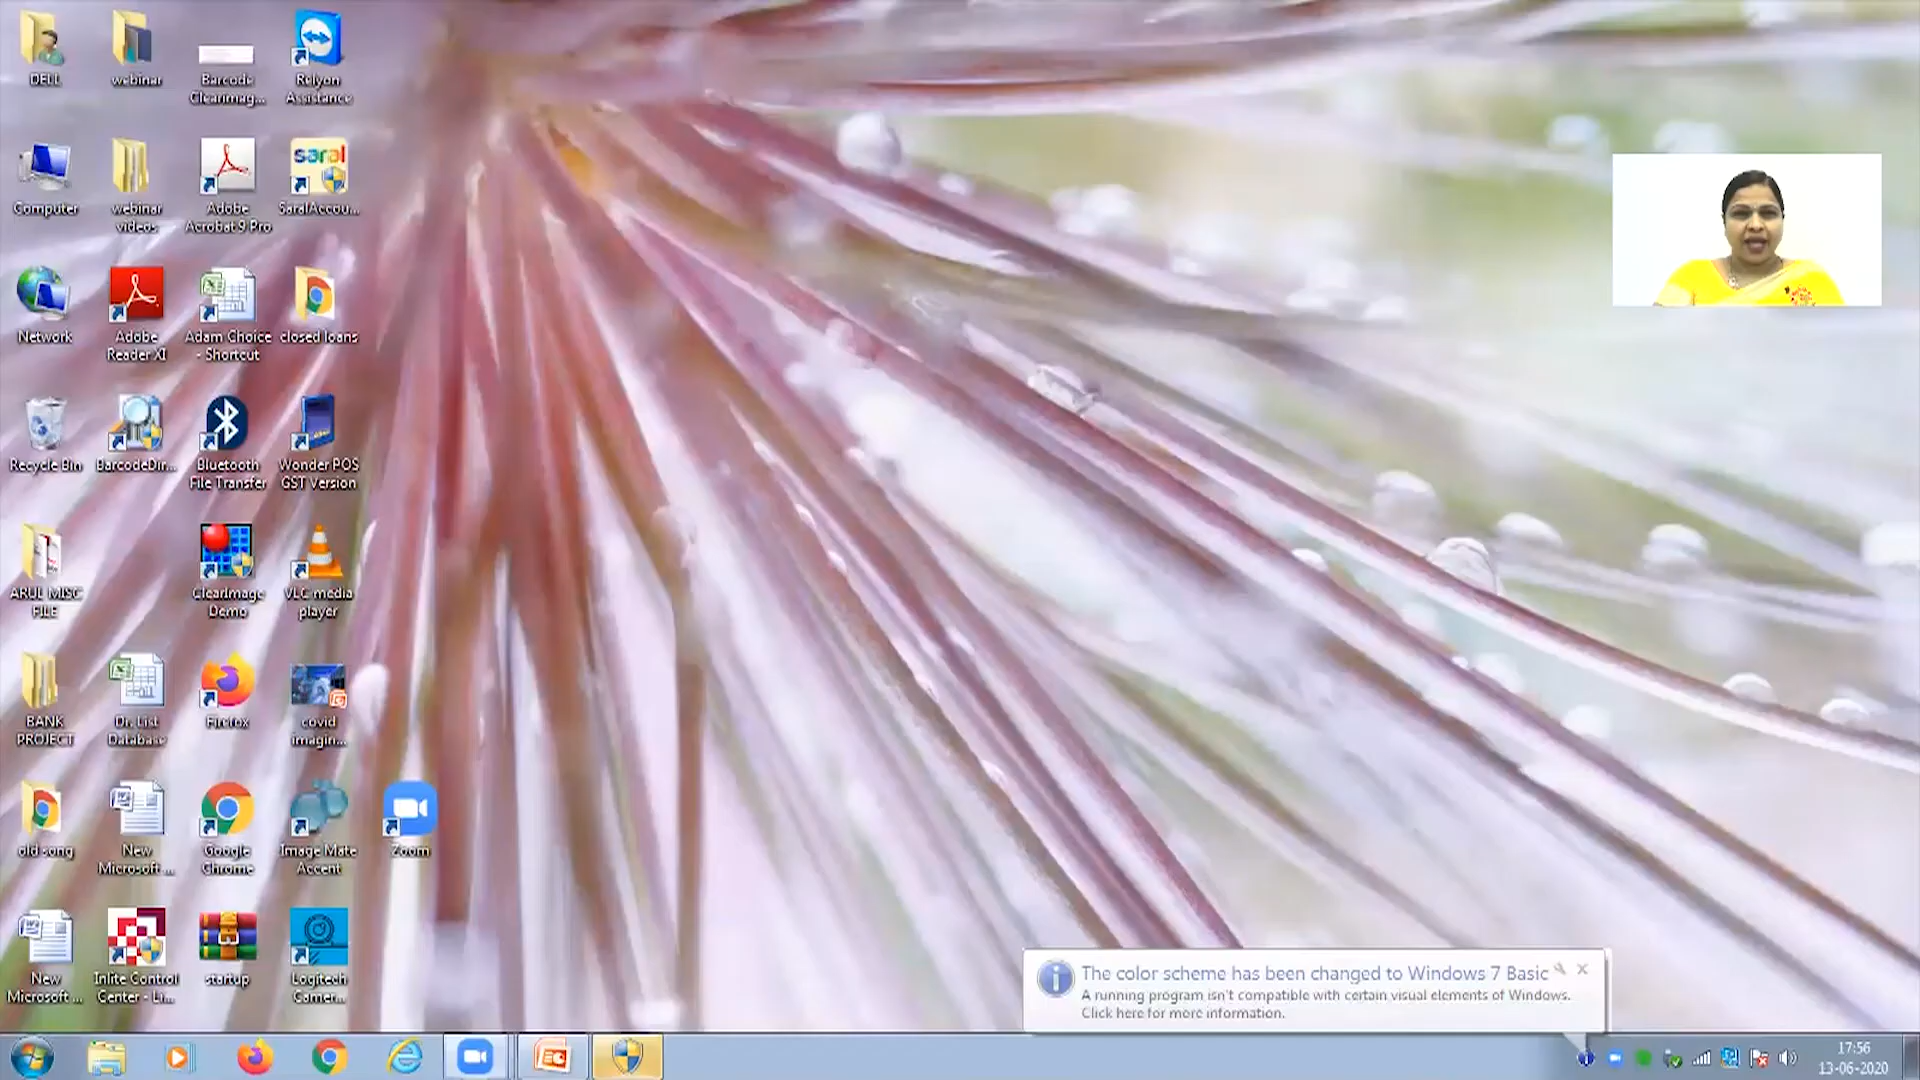 DELL
webinar
Barcode
Clearimag...
Relyon
Assistance
Computer
webinar
videos
Adobe
Acrobat 9 Pro
saral
SaralAccou...
Network
Adobe
Reader XI
Adam Choice
- Shortcut
closed loans
Recycle Bin
BarcodeDir...
Bluetooth
File Transfer
Wonder POS
GST Version
ARUL MISC
FILE
ClearImage
Demo
VLC media
player
BANK
PROJECT
Dr. List
Database
Firefox
covid
imagin...
old song
New
Microsoft ...
Google
Chrome
Image Mate
Accent
Zoom
New
Microsoft ...
Inlite Control
Center - Li...
startup
Logitech
Camer...
The color scheme has been changed to Windows 7 Basic
A running program isn't compatible with certain visual elements of Windows.
Click here for more information.
17:56
13-06-2020